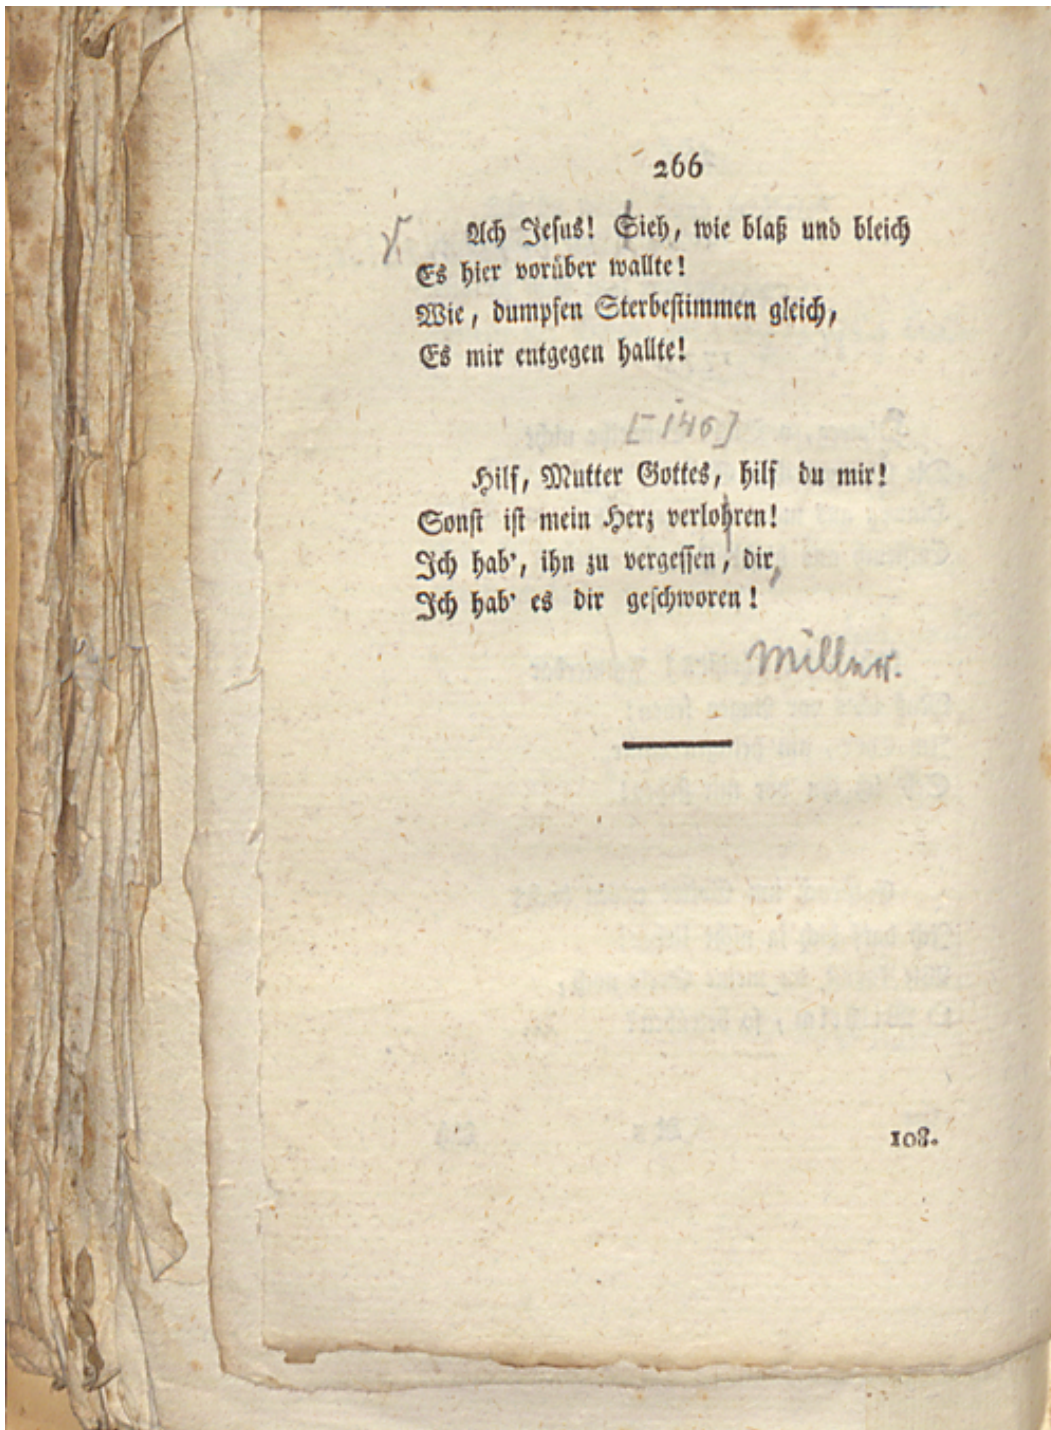 266
Ach Jesus! Sieh, wie blaß und bleich
Es hier vorüber wallte!
Wie, dumpfen Sterbestimmen gleich,
Es mir entgegen hallte!
[146]
Hilf, Mutter Gottes, hilf du mir!
Sonst ist mein Herz verlohren!
Ich hab', ihn zu vergessen, dir,
Ich hab' es dir geschworen!
Miller.
108.